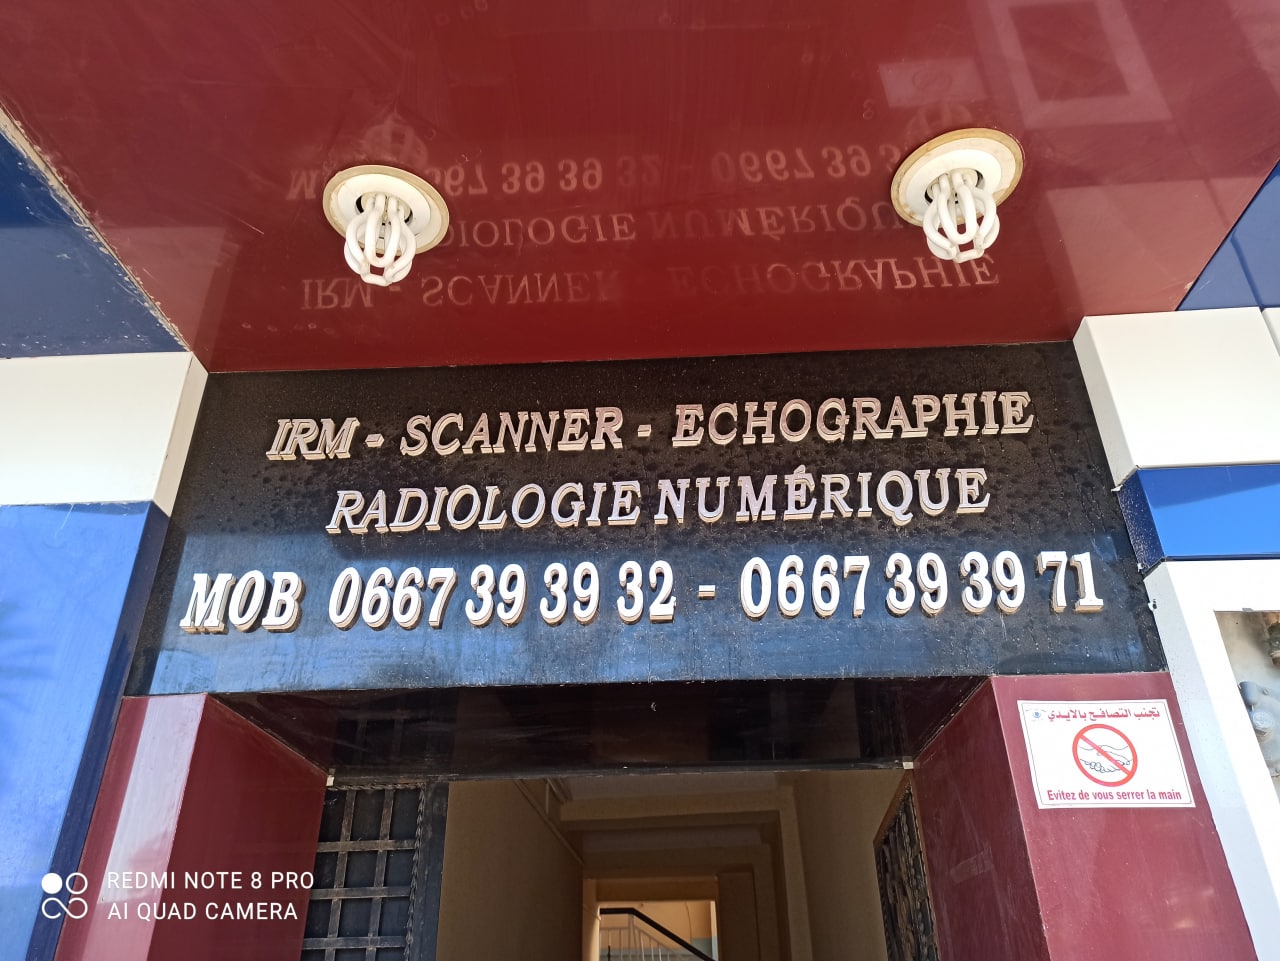 IRM - SCANNER - ECHOGRAPHIE
RADIOLOGIE NUMÉRIQUE
MOB 0667 39 39 32 - 0667 39 39 71
تجنب التصافح بالايدي
Evitez de vous serrer la main
REDMI NOTE 8 PRO
AI QUAD CAMERA